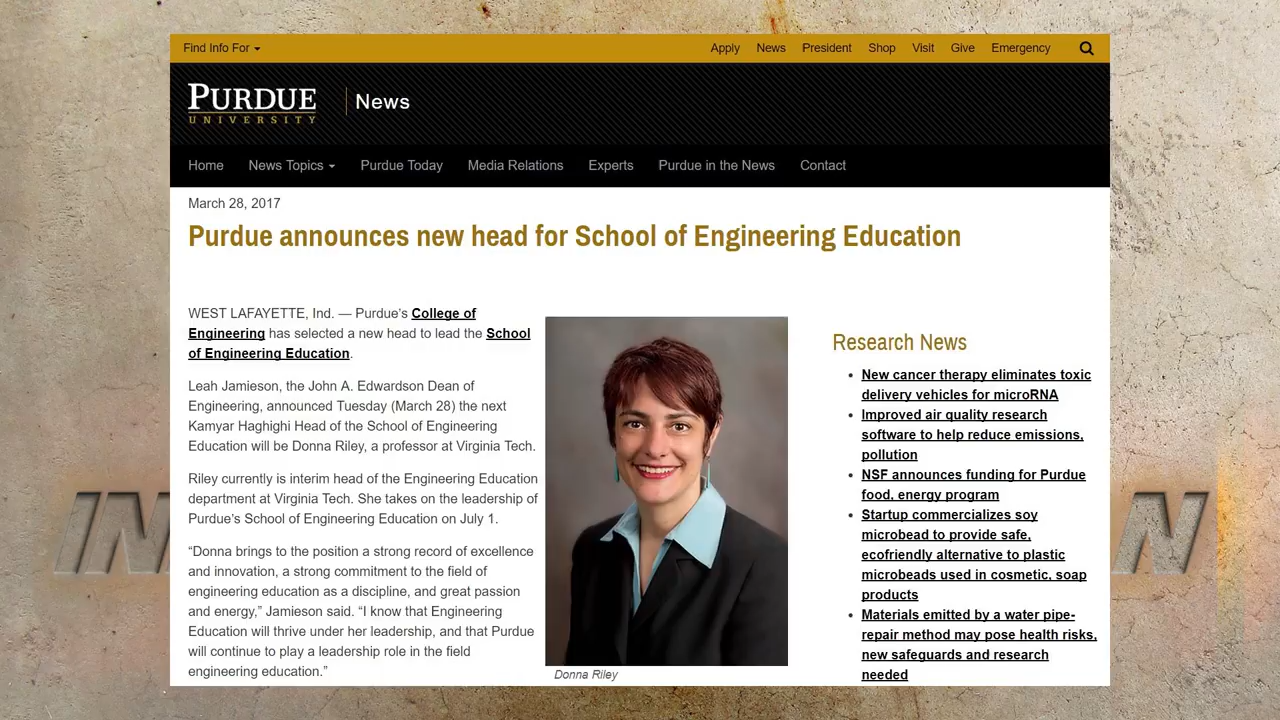 Find Info For
Apply News President Shop Visit Give Emergency
PURDUE
UNIVERSITY
News
Home News Topics Purdue Today Media Relations Experts Purdue in the News Contact
March 28, 2017
Purdue announces new head for School of Engineering Education
WEST LAFAYETTE, Ind. — Purdue’s College of
Engineering has selected a new head to lead the School
of Engineering Education.
Leah Jamieson, the John A. Edwardson Dean of
Engineering, announced Tuesday (March 28) the next
Kamyar Haghighi Head of the School of Engineering
Education will be Donna Riley, a professor at Virginia Tech.
Riley currently is interim head of the Engineering Education
department at Virginia Tech. She takes on the leadership of
Purdue’s School of Engineering Education on July 1.
“Donna brings to the position a strong record of excellence
and innovation, a strong commitment to the field of
engineering education as a discipline, and great passion
and energy,” Jamieson said. “I know that Engineering
Education will thrive under her leadership, and that Purdue
will continue to play a leadership role in the field
engineering education.”
Donna Riley
Research News
New cancer therapy eliminates toxic
delivery vehicles for microRNA
Improved air quality research
software to help reduce emissions,
pollution
NSF announces funding for Purdue
food, energy program
Startup commercializes soy
microbead to provide safe,
ecofriendly alternative to plastic
microbeads used in cosmetic, soap
products
Materials emitted by a water pipe-
repair method may pose health risks,
new safeguards and research
needed